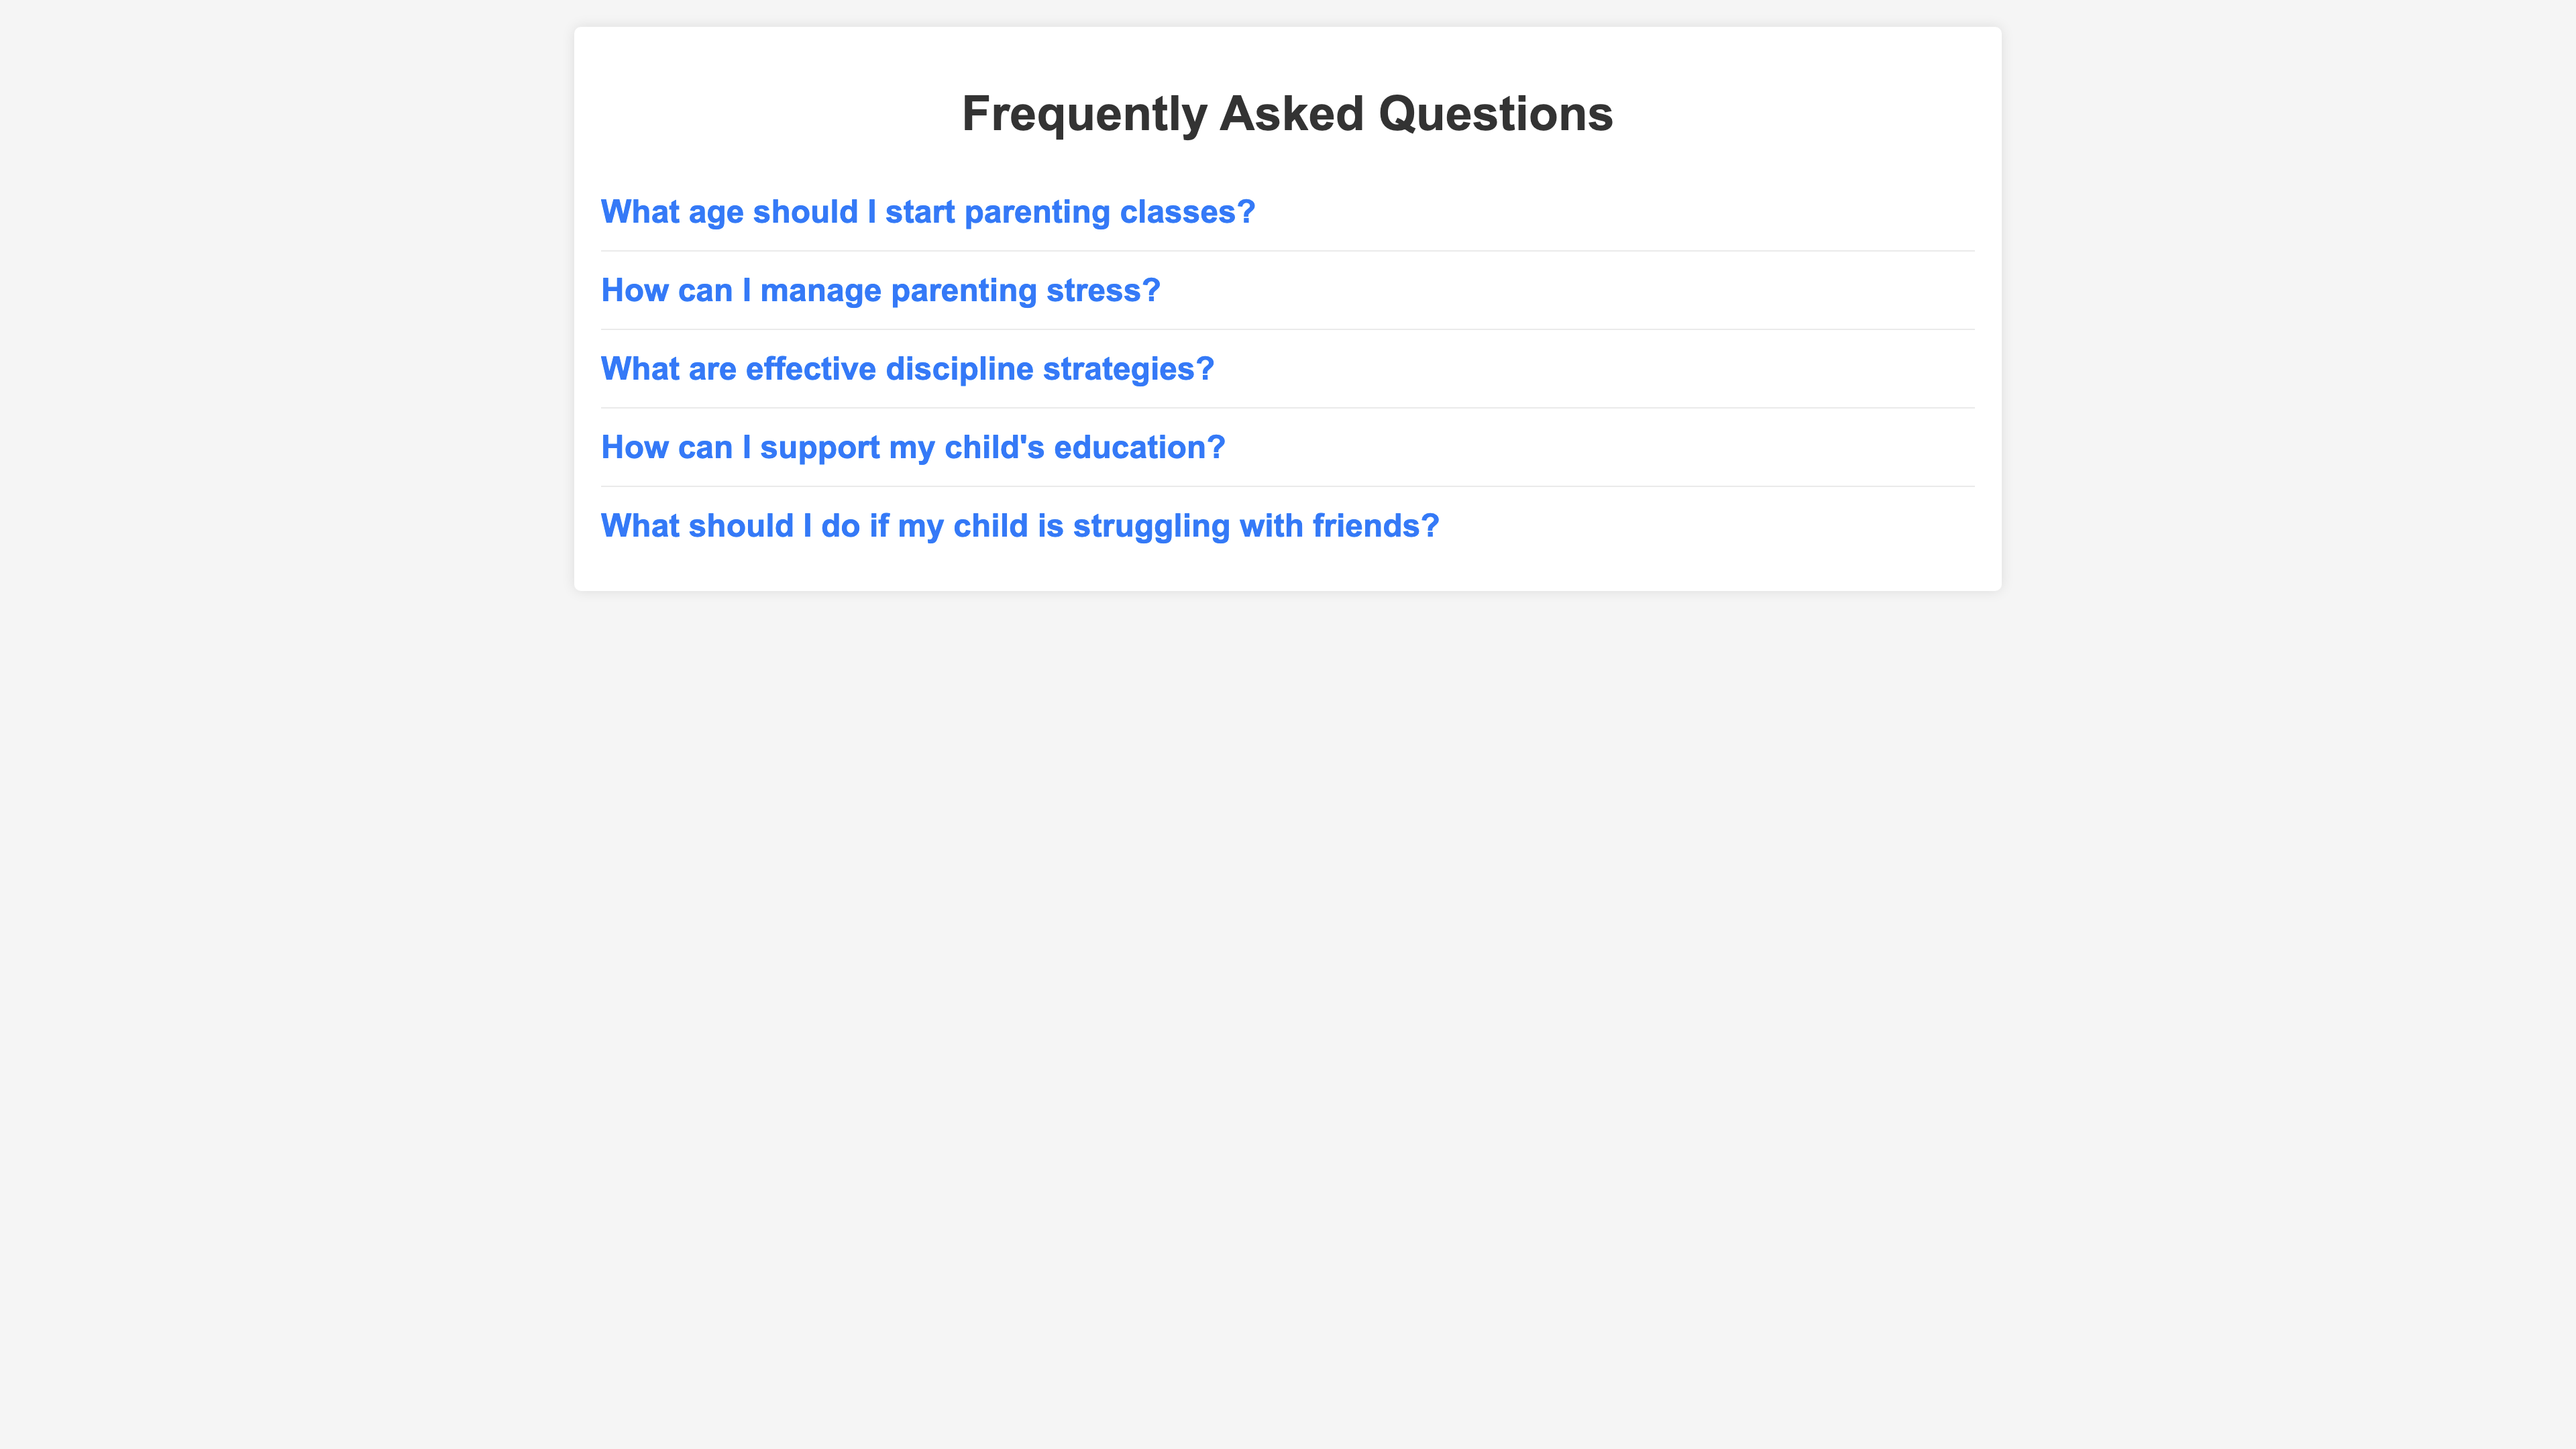 Frequently Asked Questions
What age should I start parenting classes?
How can I manage parenting stress?
What are effective discipline strategies?
How can I support my child's education?
What should I do if my child is struggling with friends?